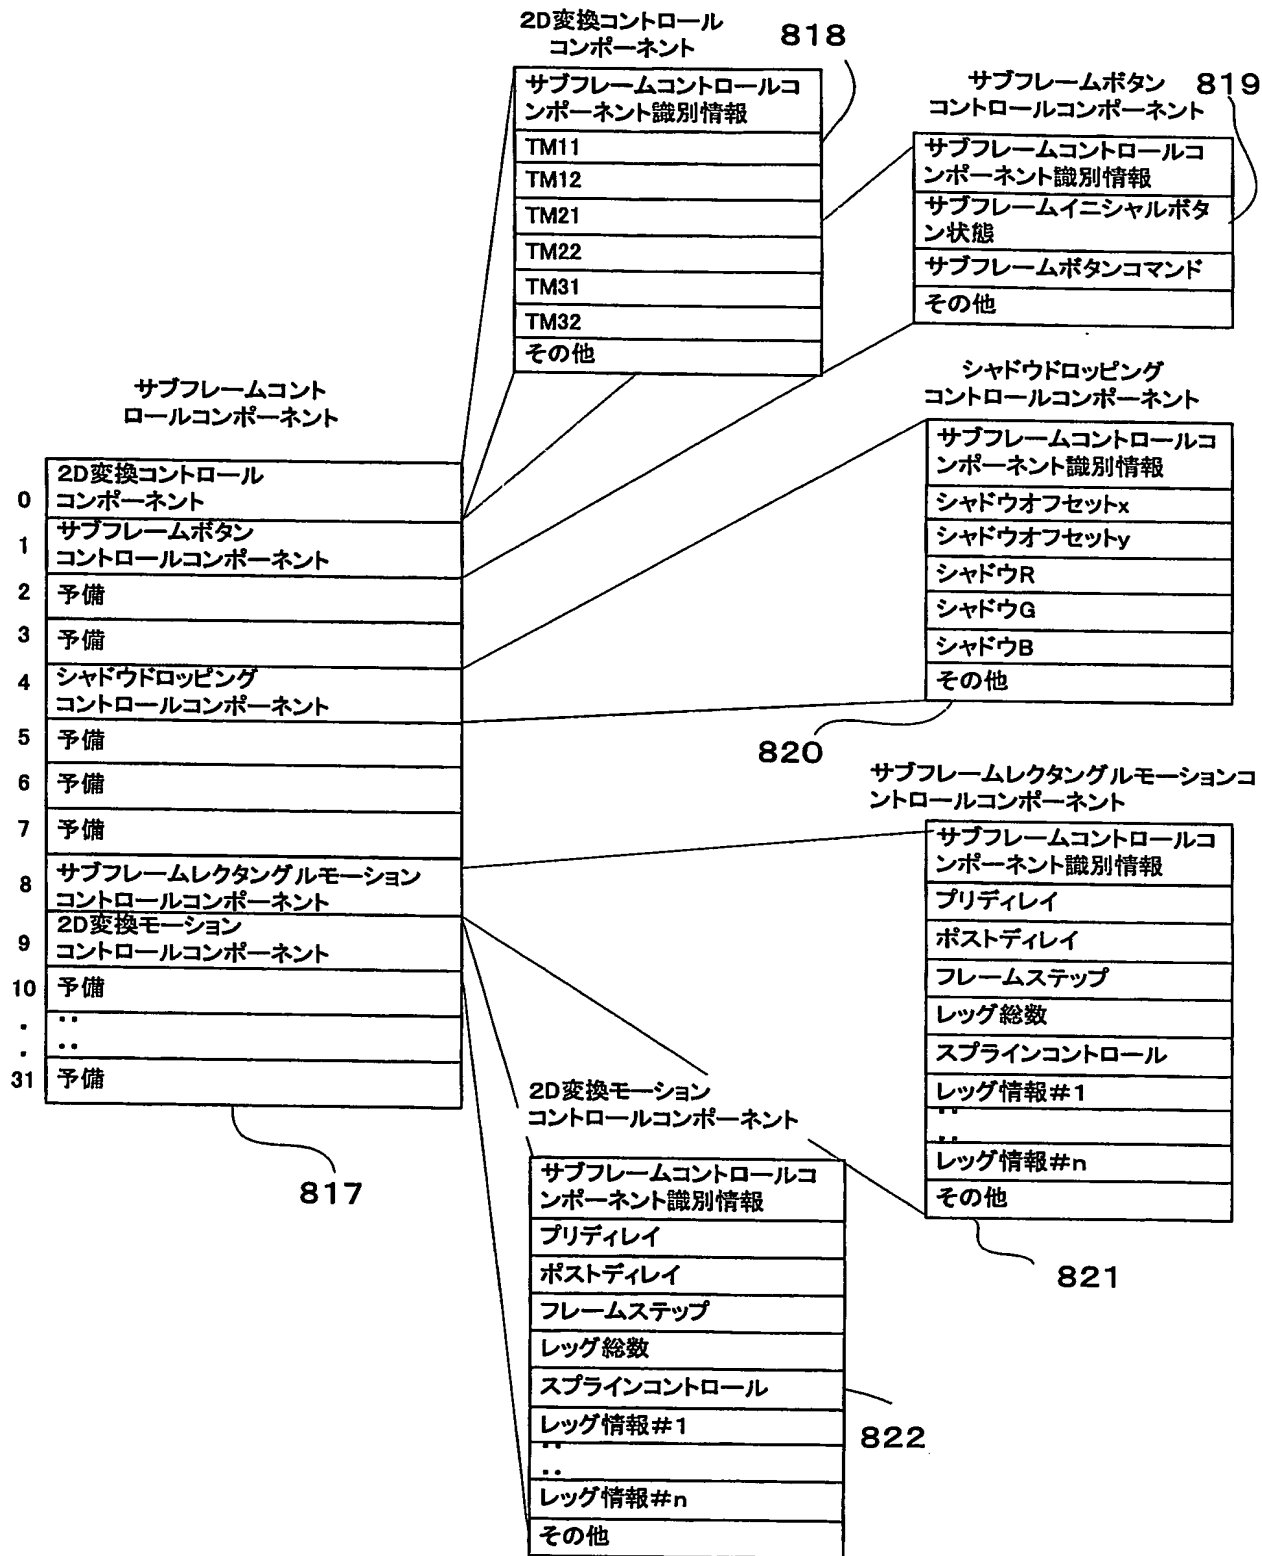 2D変換コントロール
コンポーネント
818
サブフレームコントロールコ
ンポーネント識別情報
TM11
TM12
TM21
TM22
TM31
TM32
その他
サブフレームボタン
コントロールコンポーネント
819
サブフレームコントロールコ
ンポーネント識別情報
サブフレームイニシャルボタ
ン状態
サブフレームボタンコマンド
その他
シャドウドロッピング
コントロールコンポーネント
サブフレームコントロールコ
ンポーネント識別情報
シャドウオフセットx
シャドウオフセットy
シャドウR
シャドウG
シャドウB
その他
820
サブフレームコント
ロールコンポーネント
0 2D変換コントロール
コンポーネント
1 サブフレームボタン
コントロールコンポーネント
2 予備
3 予備
4 シャドウドロッピング
コントロールコンポーネント
5 予備
6 予備
7 予備
8 サブフレームレクタングルモーション
コントロールコンポーネント
9 2D変換モーション
コントロールコンポーネント
10 予備
: ::
31 予備
817
サブフレームレクタングルモーションコ
ントロールコンポーネント
サブフレームコントロールコ
ンポーネント識別情報
プリディレイ
ポストディレイ
フレームステップ
レッグ総数
スプラインコントロール
レッグ情報#1
::
レッグ情報#n
その他
821
2D変換モーション
コントロールコンポーネント
サブフレームコントロールコ
ンポーネント識別情報
プリディレイ
ポストディレイ
フレームステップ
レッグ総数
スプラインコントロール
レッグ情報#1
::
レッグ情報#n
その他
822